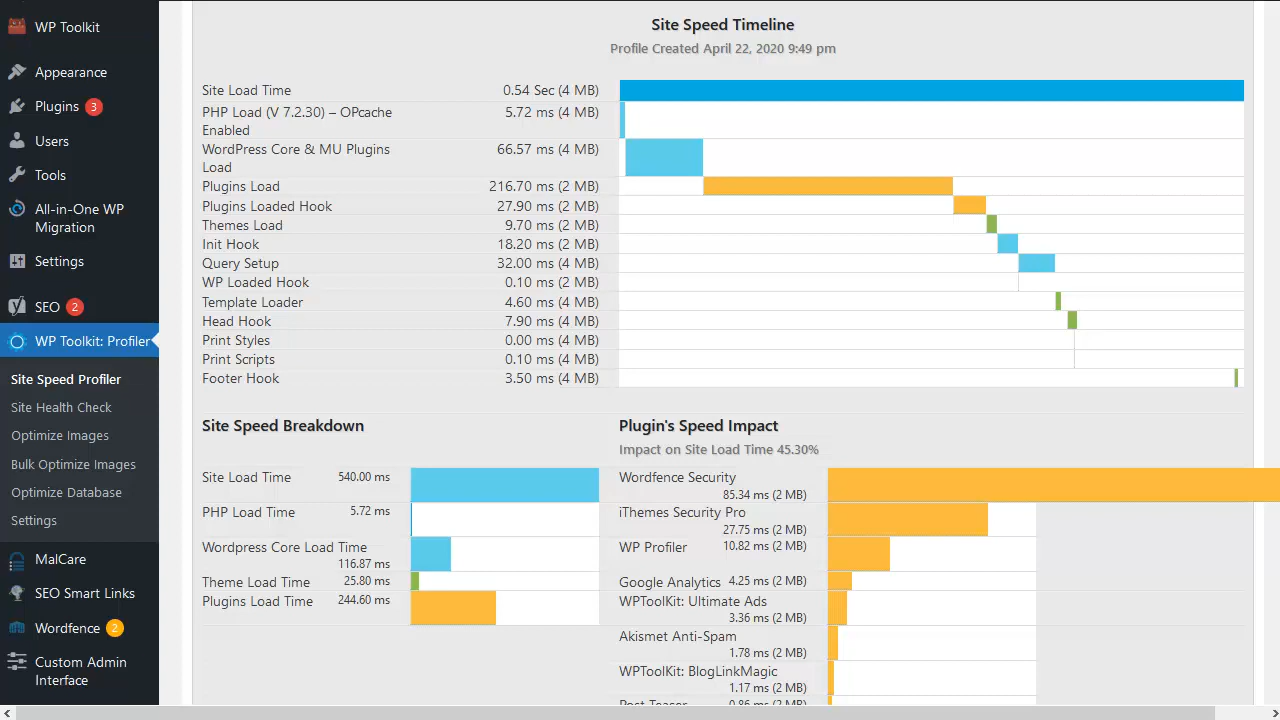 WP Toolkit
Appearance
Plugins 3
Users
Tools
All-in-One WP
Migration
Settings
SEO 2
WP Toolkit: Profiler
Site Speed Profiler
Site Health Check
Optimize Images
Bulk Optimize Images
Optimize Database
Settings
MalCare
SEO Smart Links
Wordfence 2
Custom Admin
Interface
Site Speed Timeline
Profile Created April 22, 2020 9:49 pm
Site Load Time 0.54 Sec (4 MB)
PHP Load (V 7.2.30) – OPcache 5.72 ms (4 MB)
Enabled
WordPress Core & MU Plugins 66.57 ms (4 MB)
Load
Plugins Load 216.70 ms (2 MB)
Plugins Loaded Hook 27.90 ms (2 MB)
Themes Load 9.70 ms (2 MB)
Init Hook 18.20 ms (2 MB)
Query Setup 32.00 ms (4 MB)
WP Loaded Hook 0.10 ms (2 MB)
Template Loader 4.60 ms (4 MB)
Head Hook 7.90 ms (4 MB)
Print Styles 0.00 ms (4 MB)
Print Scripts 0.10 ms (4 MB)
Footer Hook 3.50 ms (4 MB)
Site Speed Breakdown
Site Load Time 540.00 ms
PHP Load Time 5.72 ms
Wordpress Core Load Time
116.87 ms
Theme Load Time 25.80 ms
Plugins Load Time 244.60 ms
Plugin's Speed Impact
Impact on Site Load Time 45.30%
Wordfence Security
85.34 ms (2 MB)
iThemes Security Pro
27.75 ms (2 MB)
WP Profiler 10.82 ms (2 MB)
Google Analytics 4.25 ms (2 MB)
WPToolKit: Ultimate Ads
3.36 ms (2 MB)
Akismet Anti-Spam
1.78 ms (2 MB)
WPToolKit: BlogLinkMagic
1.17 ms (2 MB)
Post Teaser 0.86 ms (2 MB)